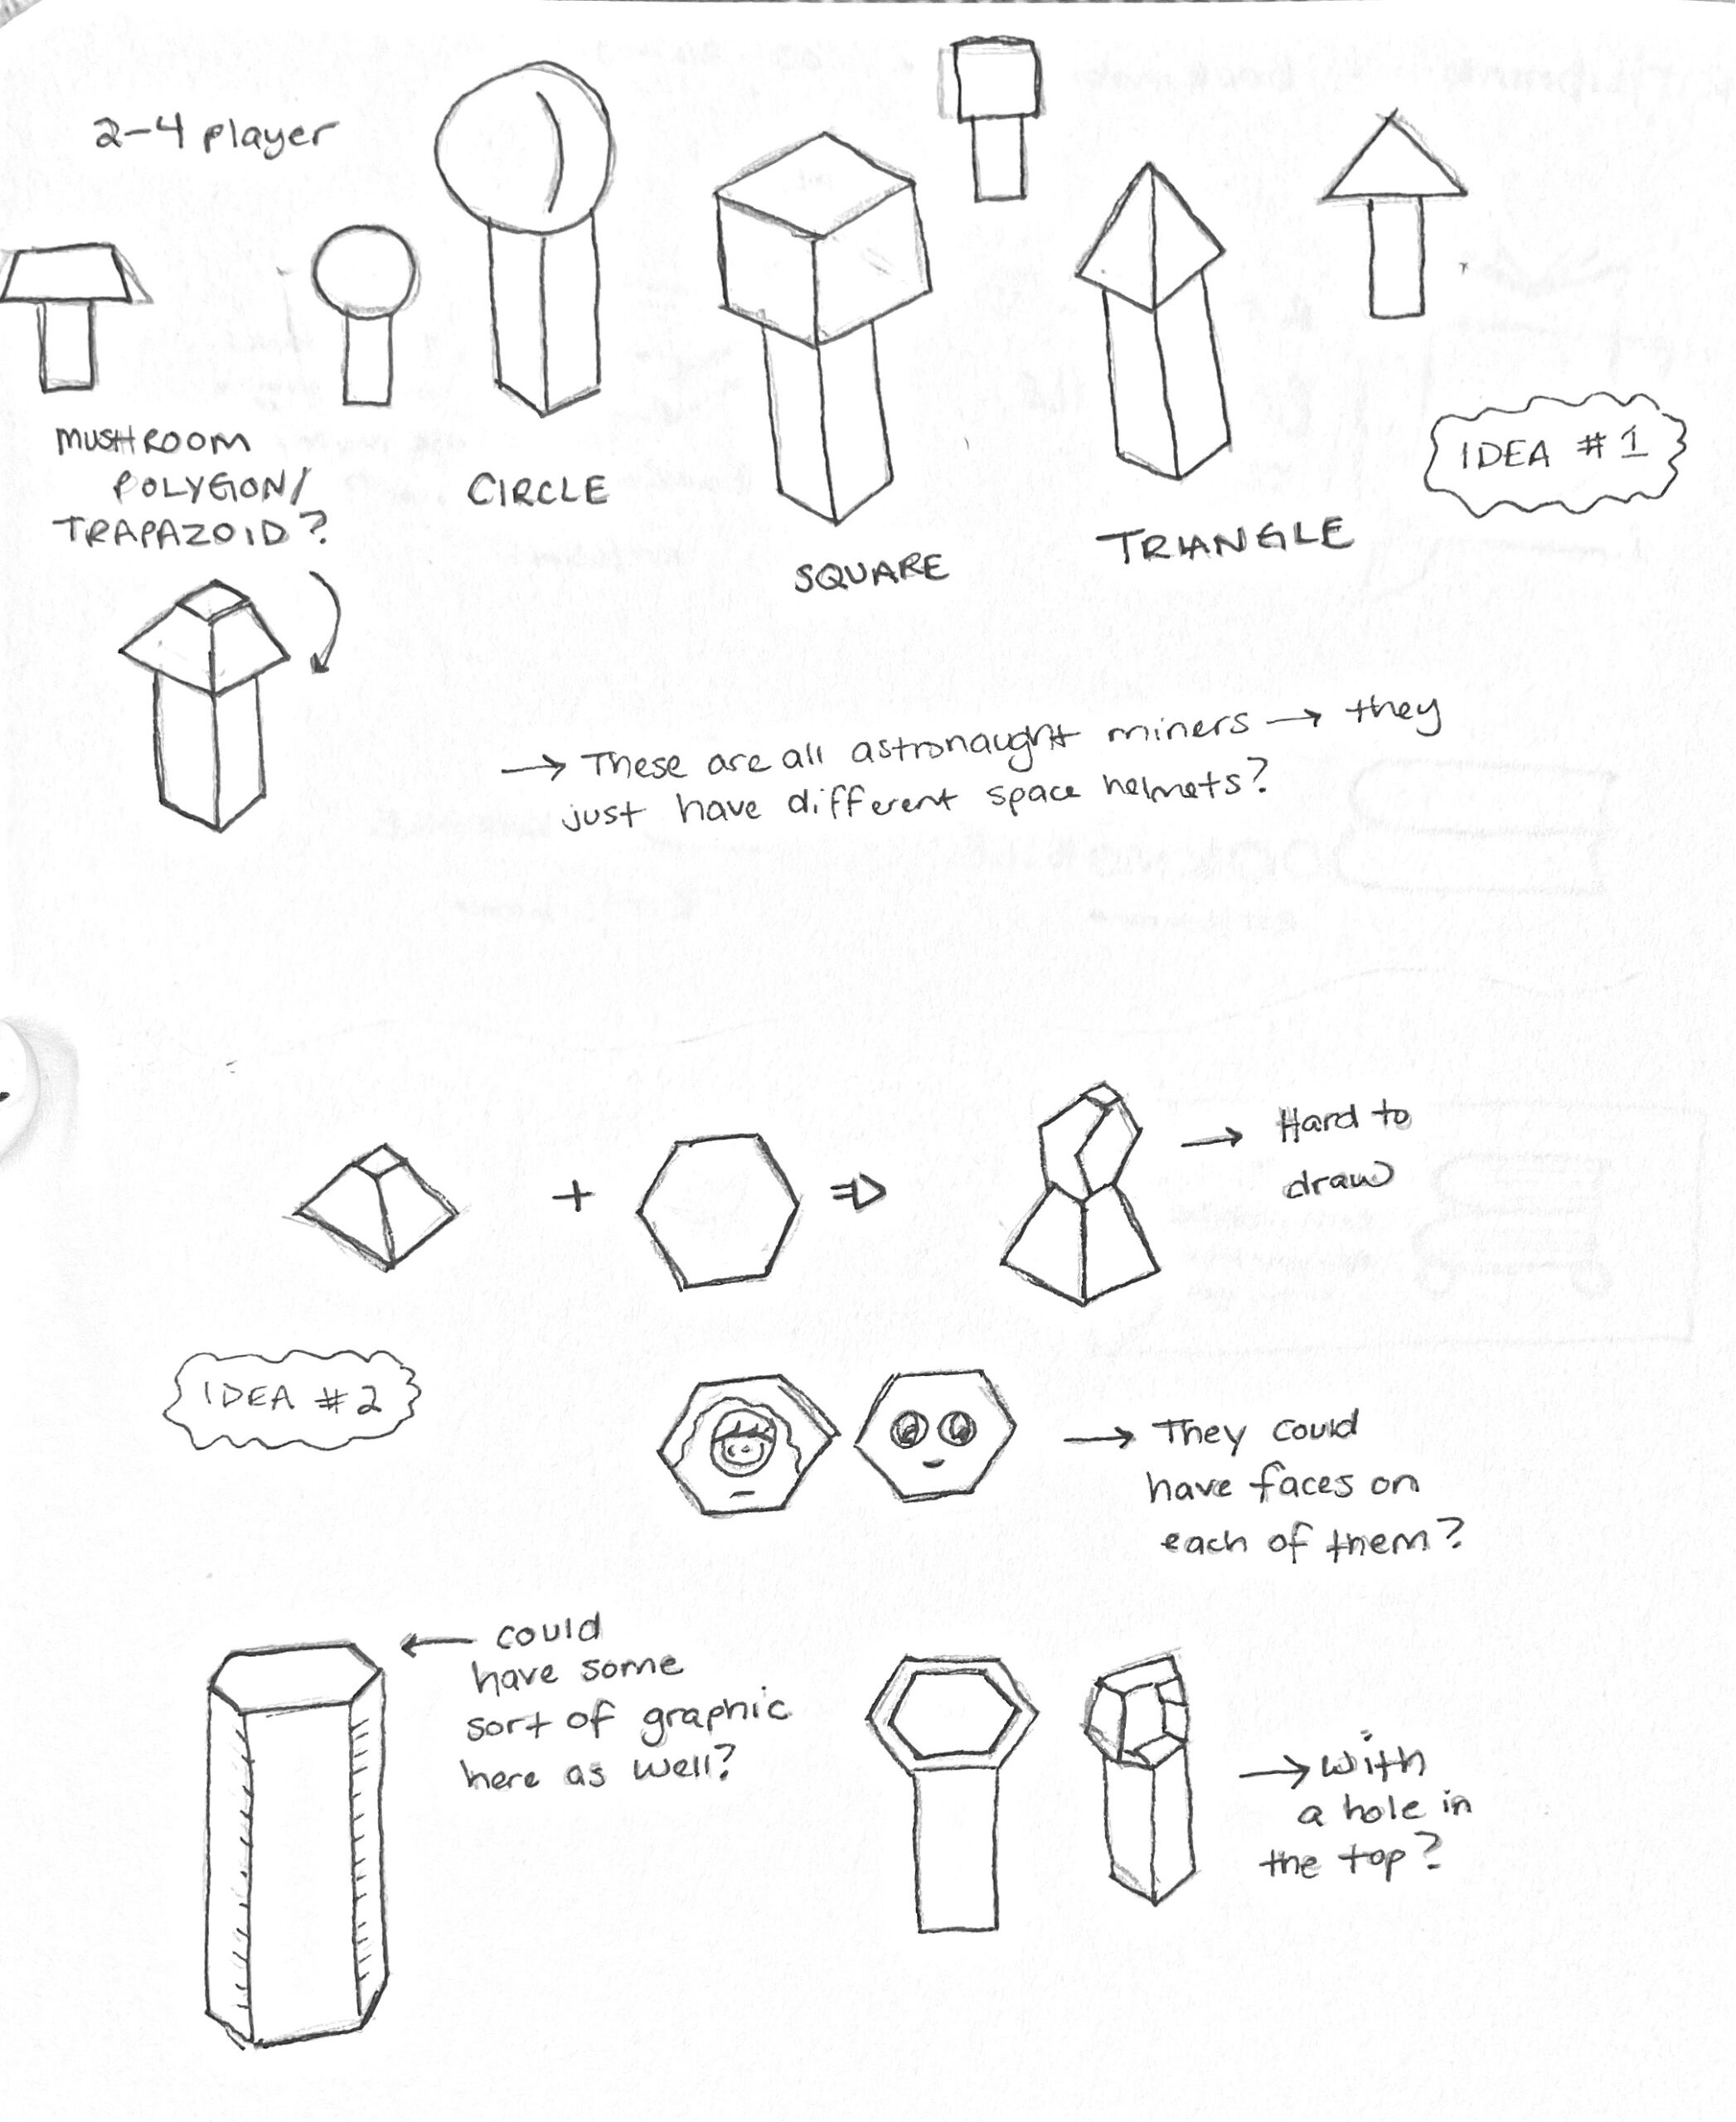 2-4 player
MUSHROOM
POLYGON/
TRAPAZOID?
CIRCLE
SQUARE
TRIANGLE
IDEA #1
→ These are all astronaught miners → they
just have different space helmets?
+
⇒
→ Hard to
draw
IDEA #2
→ They could
have faces on
each of them?
← could
have some
sort of graphic
here as well?
→ with
a hole in
the top?